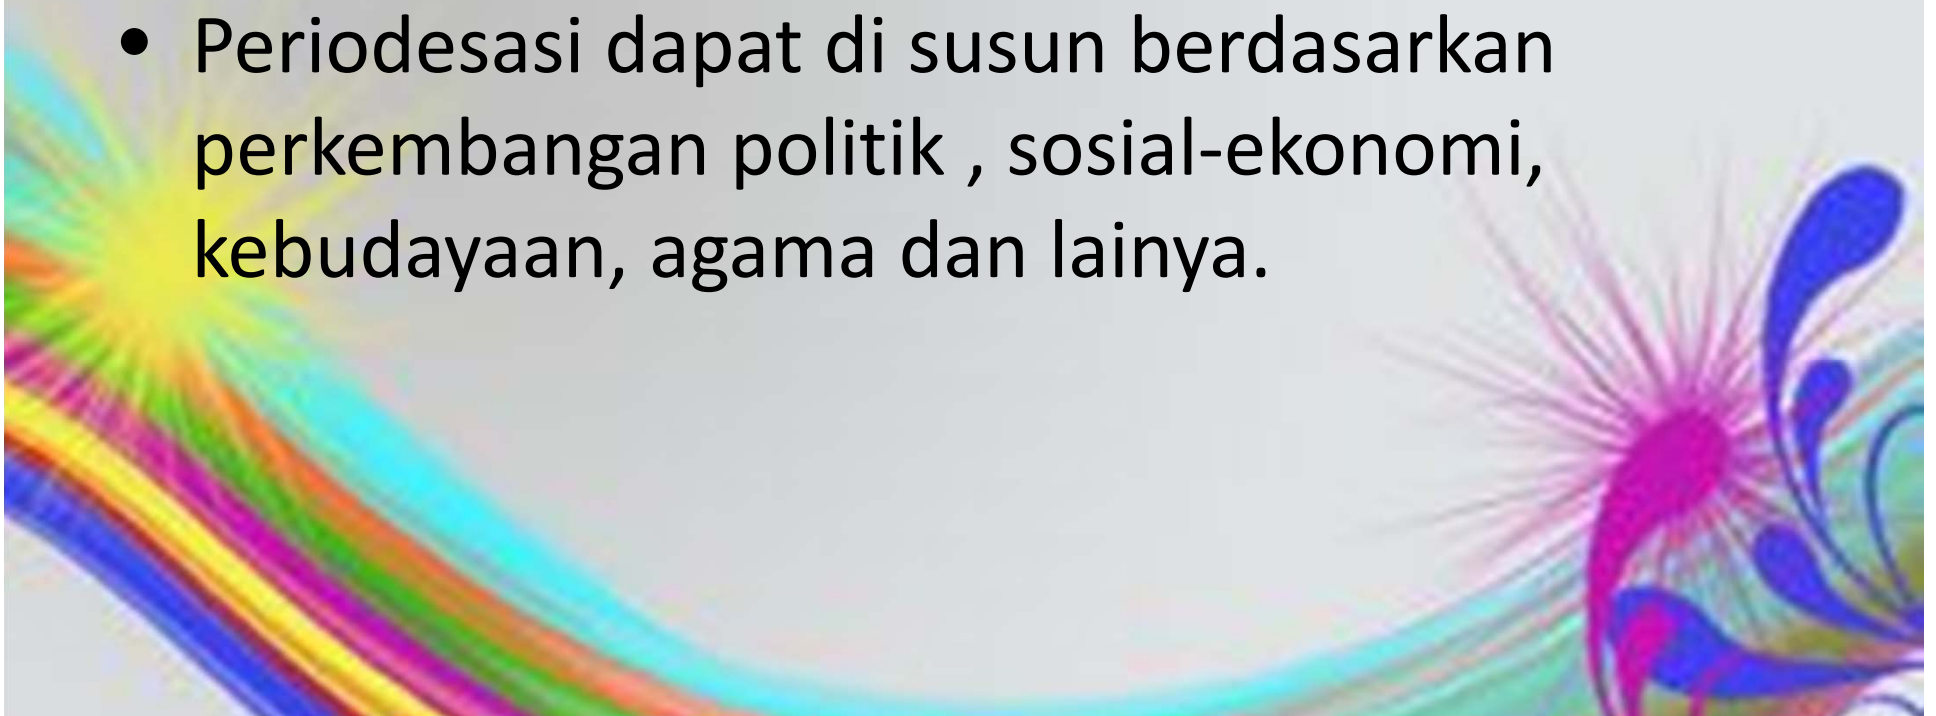 • Periodesasi dapat di susun berdasarkan
perkembangan politik , sosial-ekonomi,
kebudayaan, agama dan lainya.